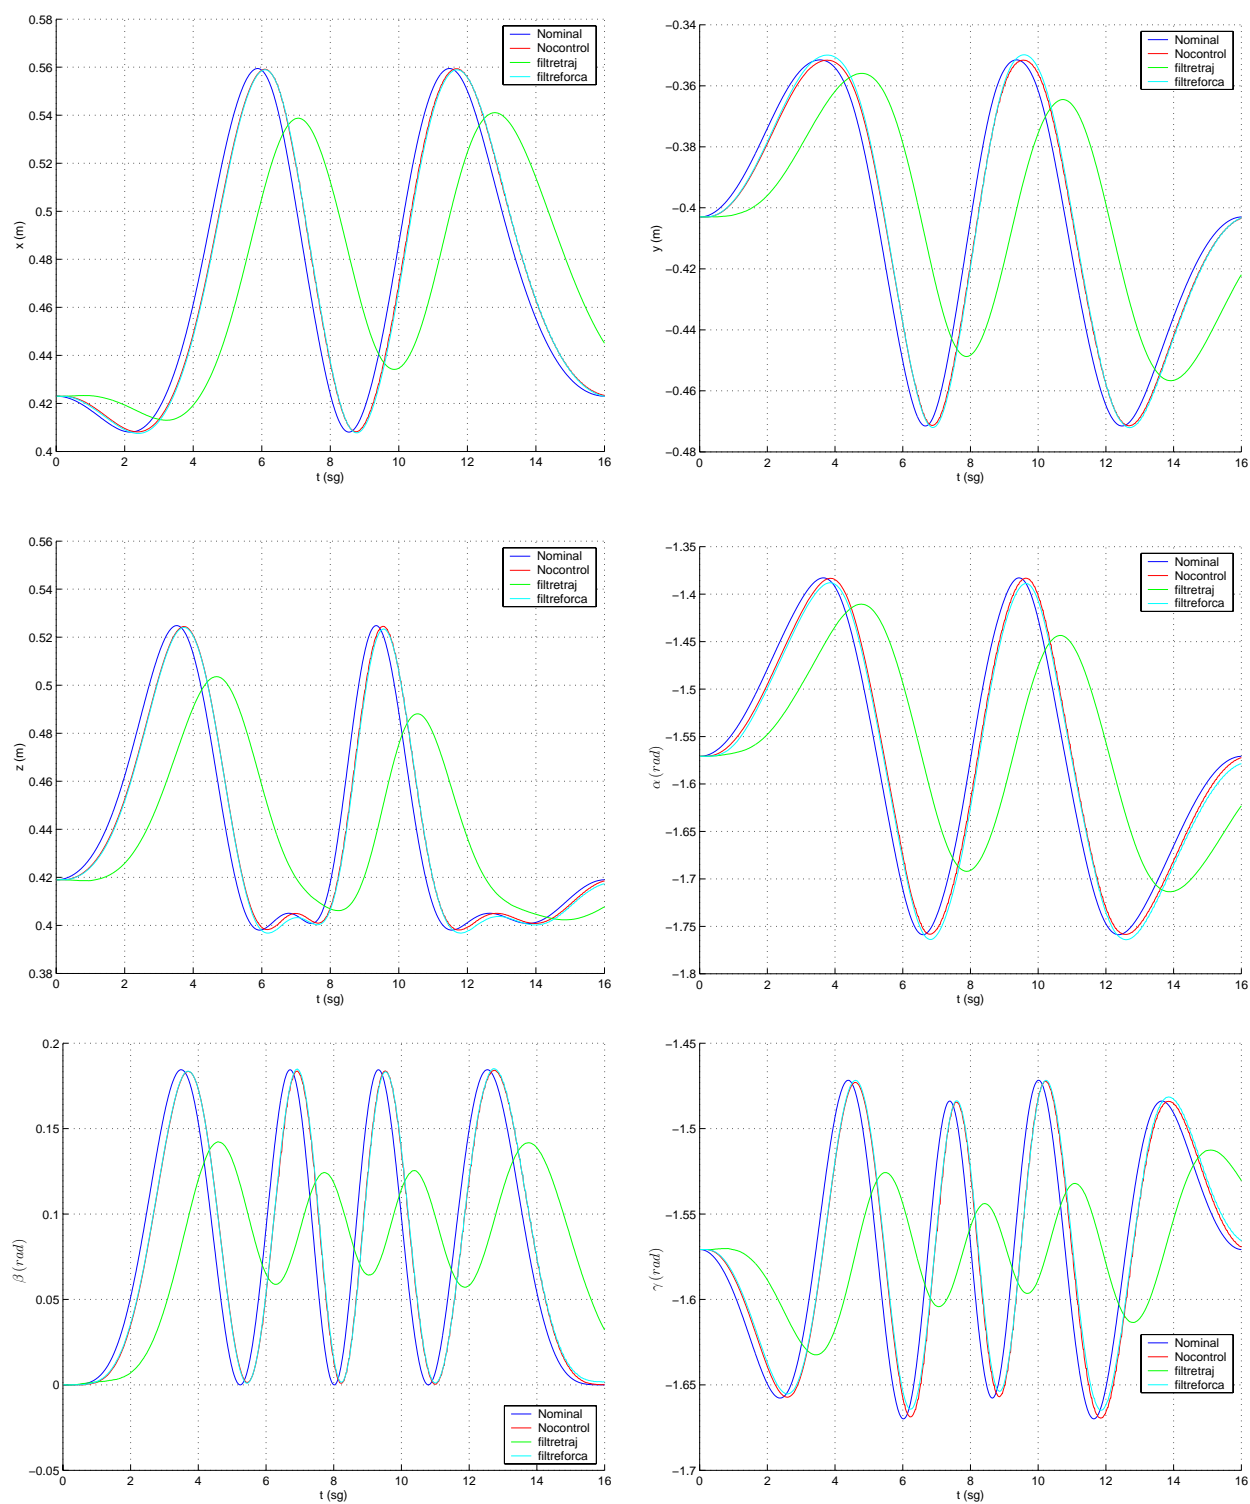 0.58
0.56
0.54
0.52
0.5
0.48
0.46
0.44
0.42
0.4
x (m)
0 2 4 6 8 10 12 14 16
t (sg)
Nominal
Nocontrol
filtretraj
filtreforca
−0.34
−0.36
−0.38
−0.4
−0.42
−0.44
−0.46
−0.48
y (m)
0 2 4 6 8 10 12 14 16
t (sg)
Nominal
Nocontrol
filtretraj
filtreforca
0.56
0.54
0.52
0.5
0.48
0.46
0.44
0.42
0.4
0.38
z (m)
0 2 4 6 8 10 12 14 16
t (sg)
Nominal
Nocontrol
filtretraj
filtreforca
−1.35
−1.4
−1.45
−1.5
−1.55
−1.6
−1.65
−1.7
−1.75
−1.8
α (rad)
0 2 4 6 8 10 12 14 16
t (sg)
Nominal
Nocontrol
filtretraj
filtreforca
0.2
0.15
0.1
0.05
0
−0.05
β (rad)
0 2 4 6 8 10 12 14 16
t (sg)
Nominal
Nocontrol
filtretraj
filtreforca
−1.45
−1.5
−1.55
−1.6
−1.65
−1.7
γ (rad)
0 2 4 6 8 10 12 14 16
t (sg)
Nominal
Nocontrol
filtretraj
filtreforca